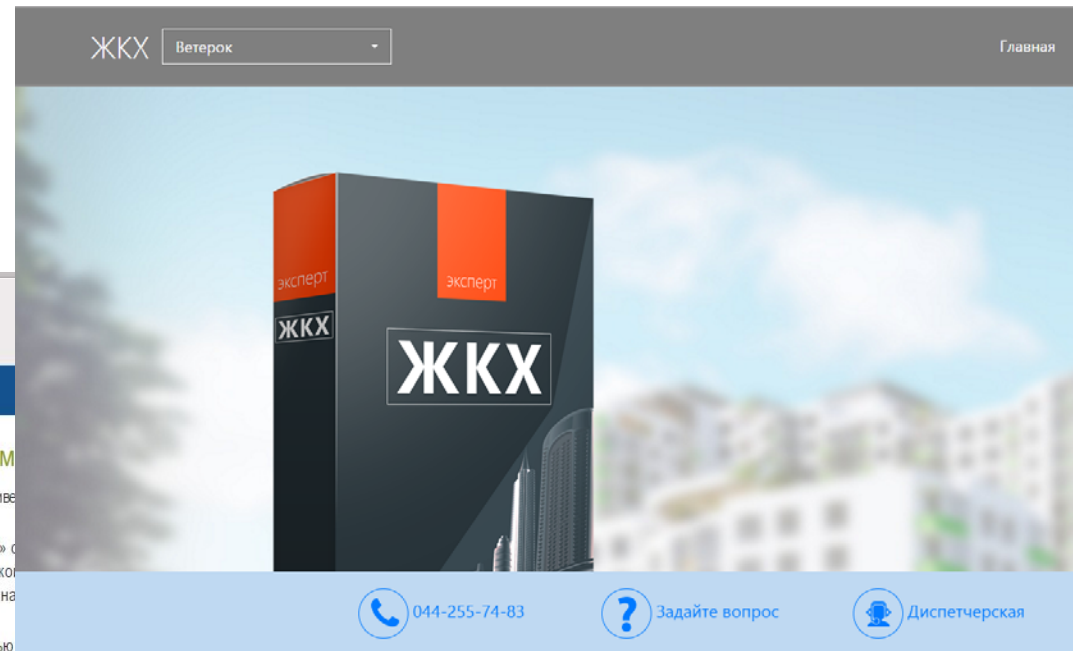 ЖКХ Ветерок Главная
эксперт эксперт
ЖКХ
ЖКХ
044-255-74-83 Задайте вопрос Диспетчерская